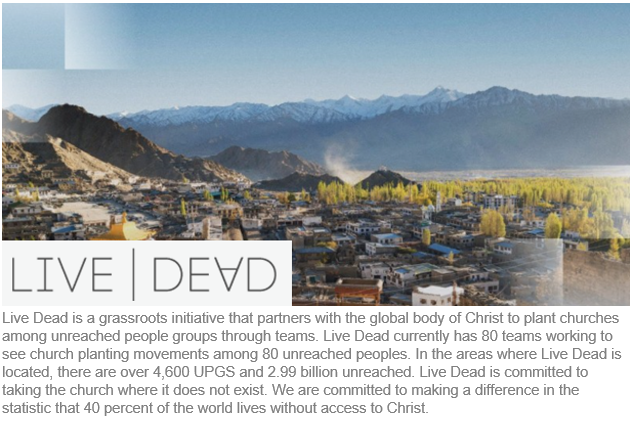 LIVE | DEAD
Live Dead is a grassroots initiative that partners with the global body of Christ to plant churches
among unreached people groups through teams. Live Dead currently has 80 teams working to
see church planting movements among 80 unreached peoples. In the areas where Live Dead is
located, there are over 4,600 UPGS and 2.99 billion unreached. Live Dead is committed to
taking the church where it does not exist. We are committed to making a difference in the
statistic that 40 percent of the world lives without access to Christ.